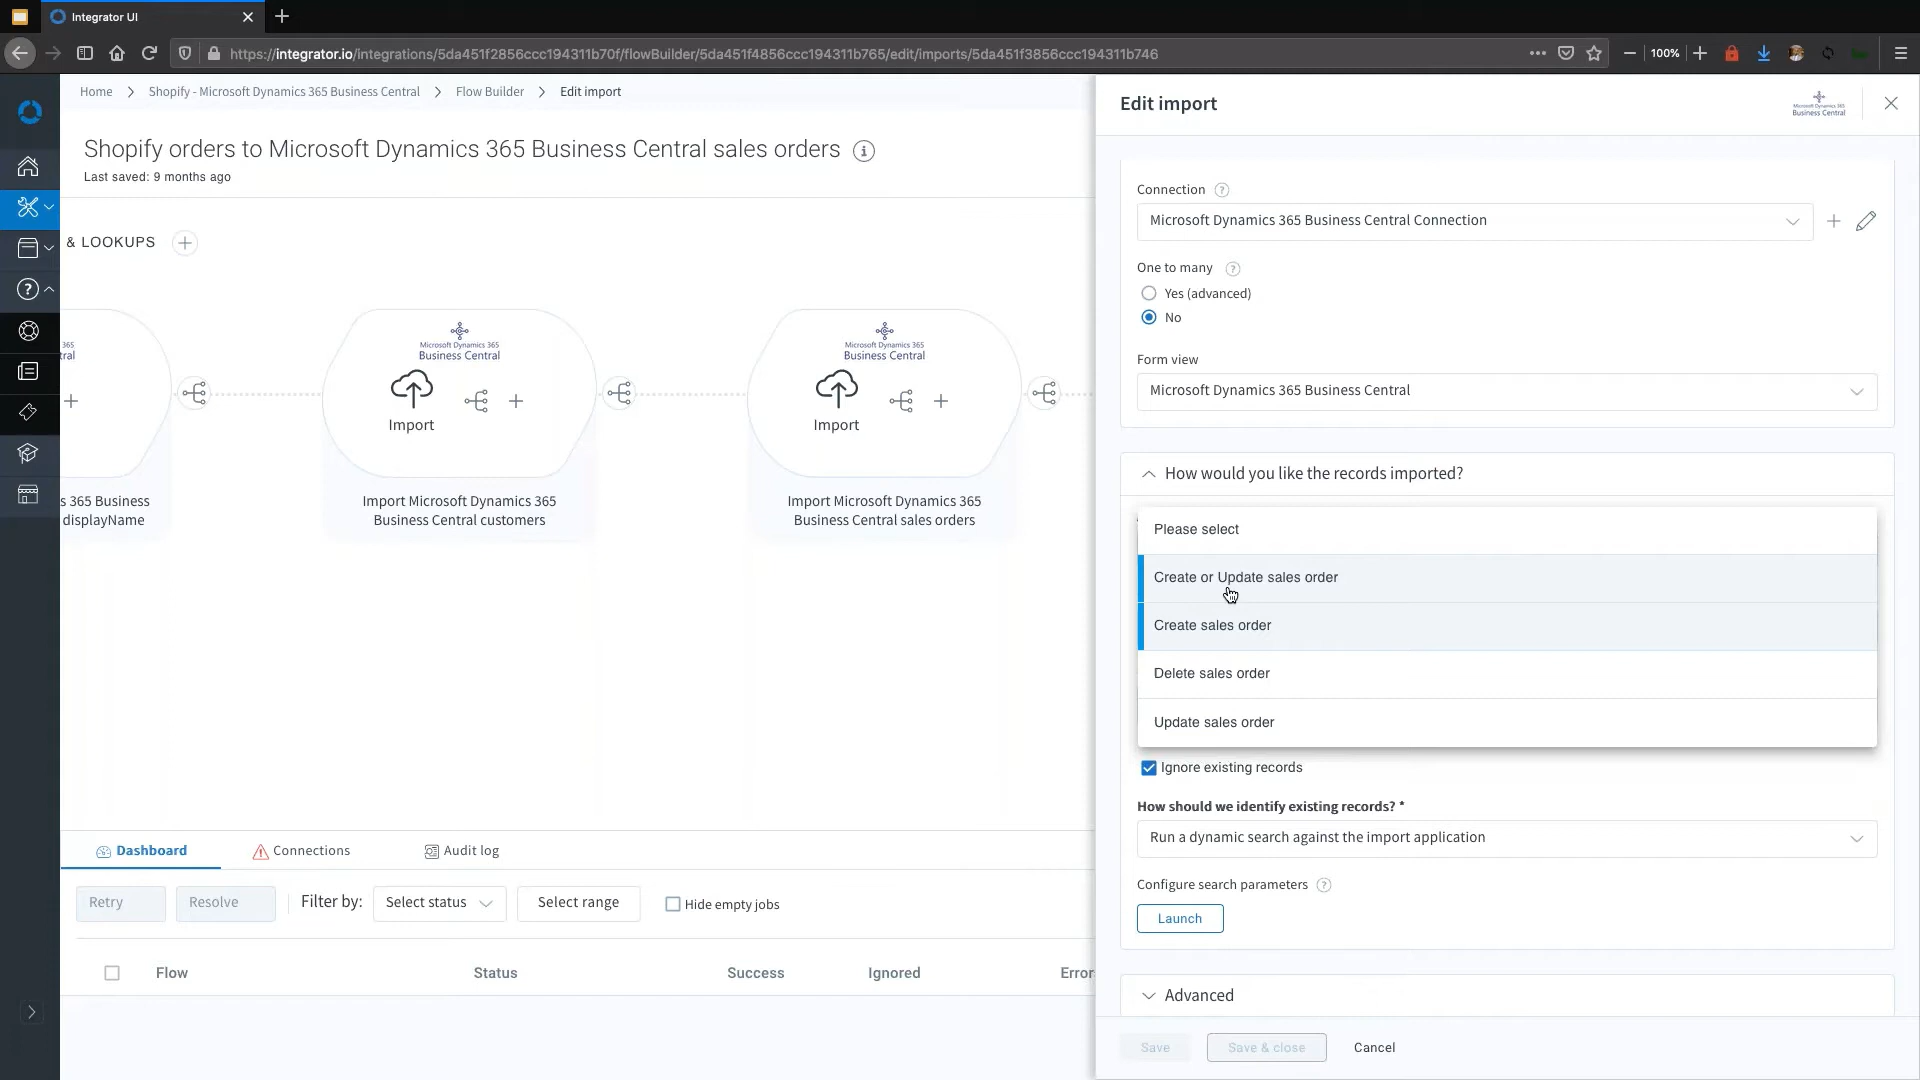 Integrator UI
https://integrator.io/integrations/5da451f2856ccc194311b70f/flowBuilder/5da451f4856ccc194311b765/edit/imports/5da451f3856ccc194311b746
100%
Home
Shopify - Microsoft Dynamics 365 Business Central
Flow Builder
Edit import
Shopify orders to Microsoft Dynamics 365 Business Central sales orders
Last saved: 9 months ago
& LOOKUPS
365
tral
s 365 Business
displayName
Microsoft Dynamics 365
Business Central
Import
Import Microsoft Dynamics 365
Business Central customers
Microsoft Dynamics 365
Business Central
Import
Import Microsoft Dynamics 365
Business Central sales orders
Dashboard
Connections
Audit log
Retry
Resolve
Filter by:
Select status
Select range
Hide empty jobs
Flow
Status
Success
Ignored
Error
Edit import
Microsoft Dynamics 365
Business Central
Connection
Microsoft Dynamics 365 Business Central Connection
One to many
Yes (advanced)
No
Form view
Microsoft Dynamics 365 Business Central
How would you like the records imported?
Please select
Create or Update sales order
Create sales order
Delete sales order
Update sales order
Ignore existing records
How should we identify existing records? *
Run a dynamic search against the import application
Configure search parameters
Launch
Advanced
Save
Save & close
Cancel